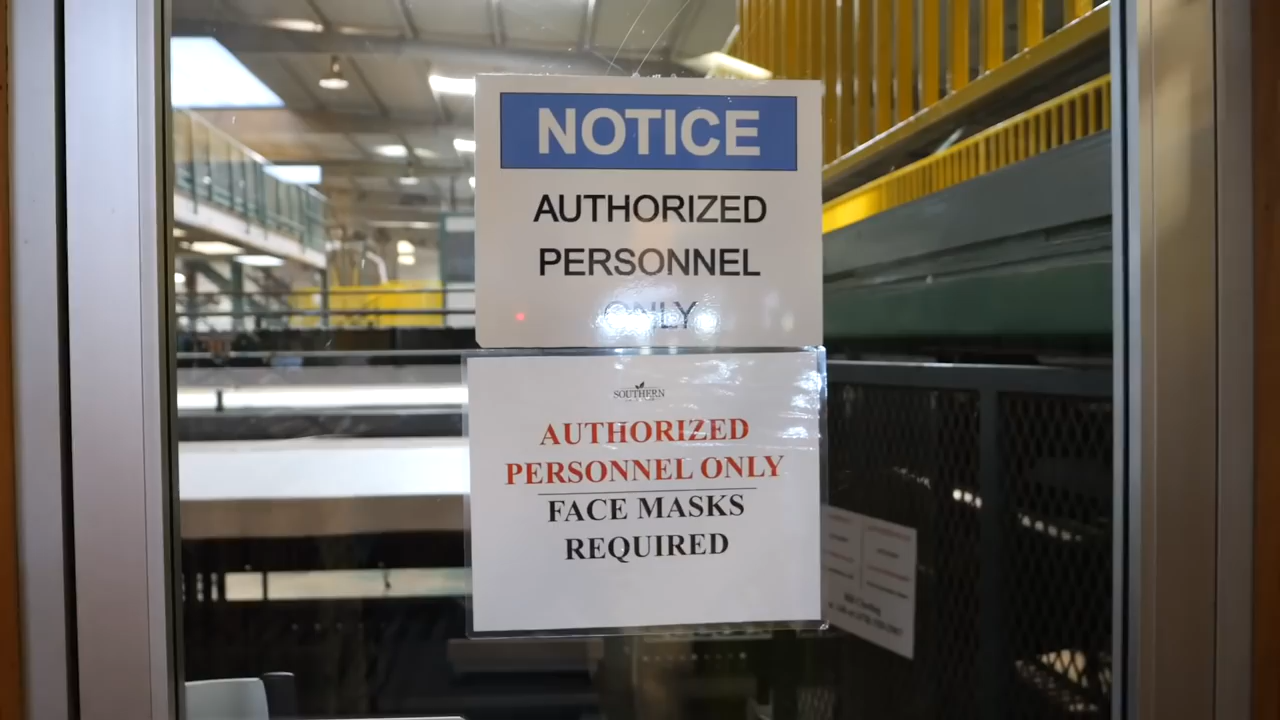 NOTICE
AUTHORIZED
PERSONNEL
ONLY
SOUTHERN
AUTHORIZED
PERSONNEL ONLY
FACE MASKS
REQUIRED